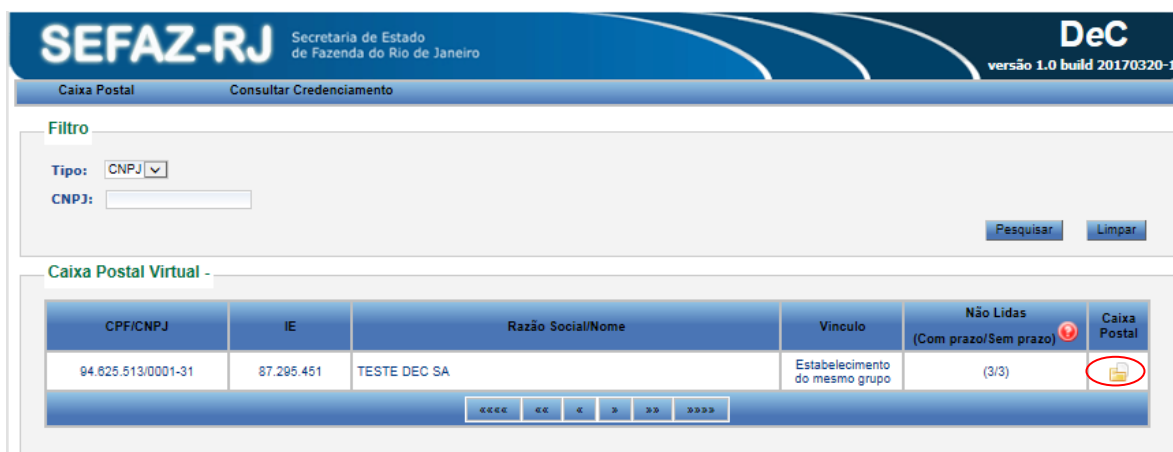 SEFAZ-RJ
Secretaria de Estado
de Fazenda do Rio de Janeiro
DeC
versão 1.0 build 20170320-1
Caixa Postal Consultar Credenciamento
Filtro
Tipo: CNPJ
CNPJ:
Pesquisar Limpar
Caixa Postal Virtual -
CPF/CNPJ IE Razão Social/Nome Vinculo Não Lidas (Com prazo/Sem prazo) ? Caixa Postal
94.625.513/0001-31 87.295.451 TESTE DEC SA Estabelecimento do mesmo grupo (3/3)
«««« «« « » »» »»»»